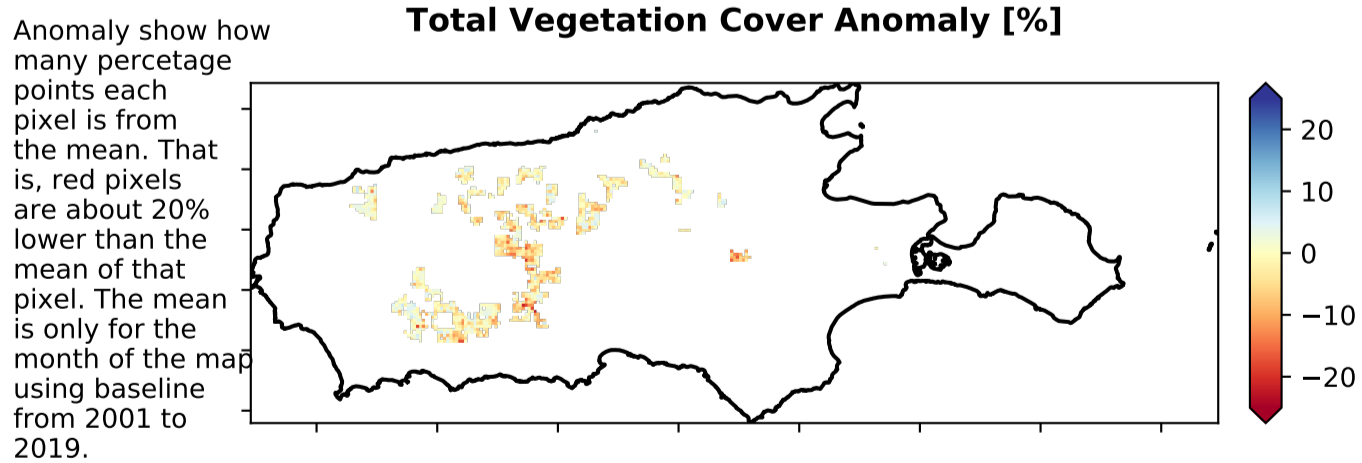 Total Vegetation Cover Anomaly [%]
Anomaly show how
many percetage
points each
pixel is from
the mean. That
is, red pixels
are about 20%
lower than the
mean of that
pixel. The mean
is only for the
month of the map
using baseline
from 2001 to
2019.
20
10
0
−10
−20